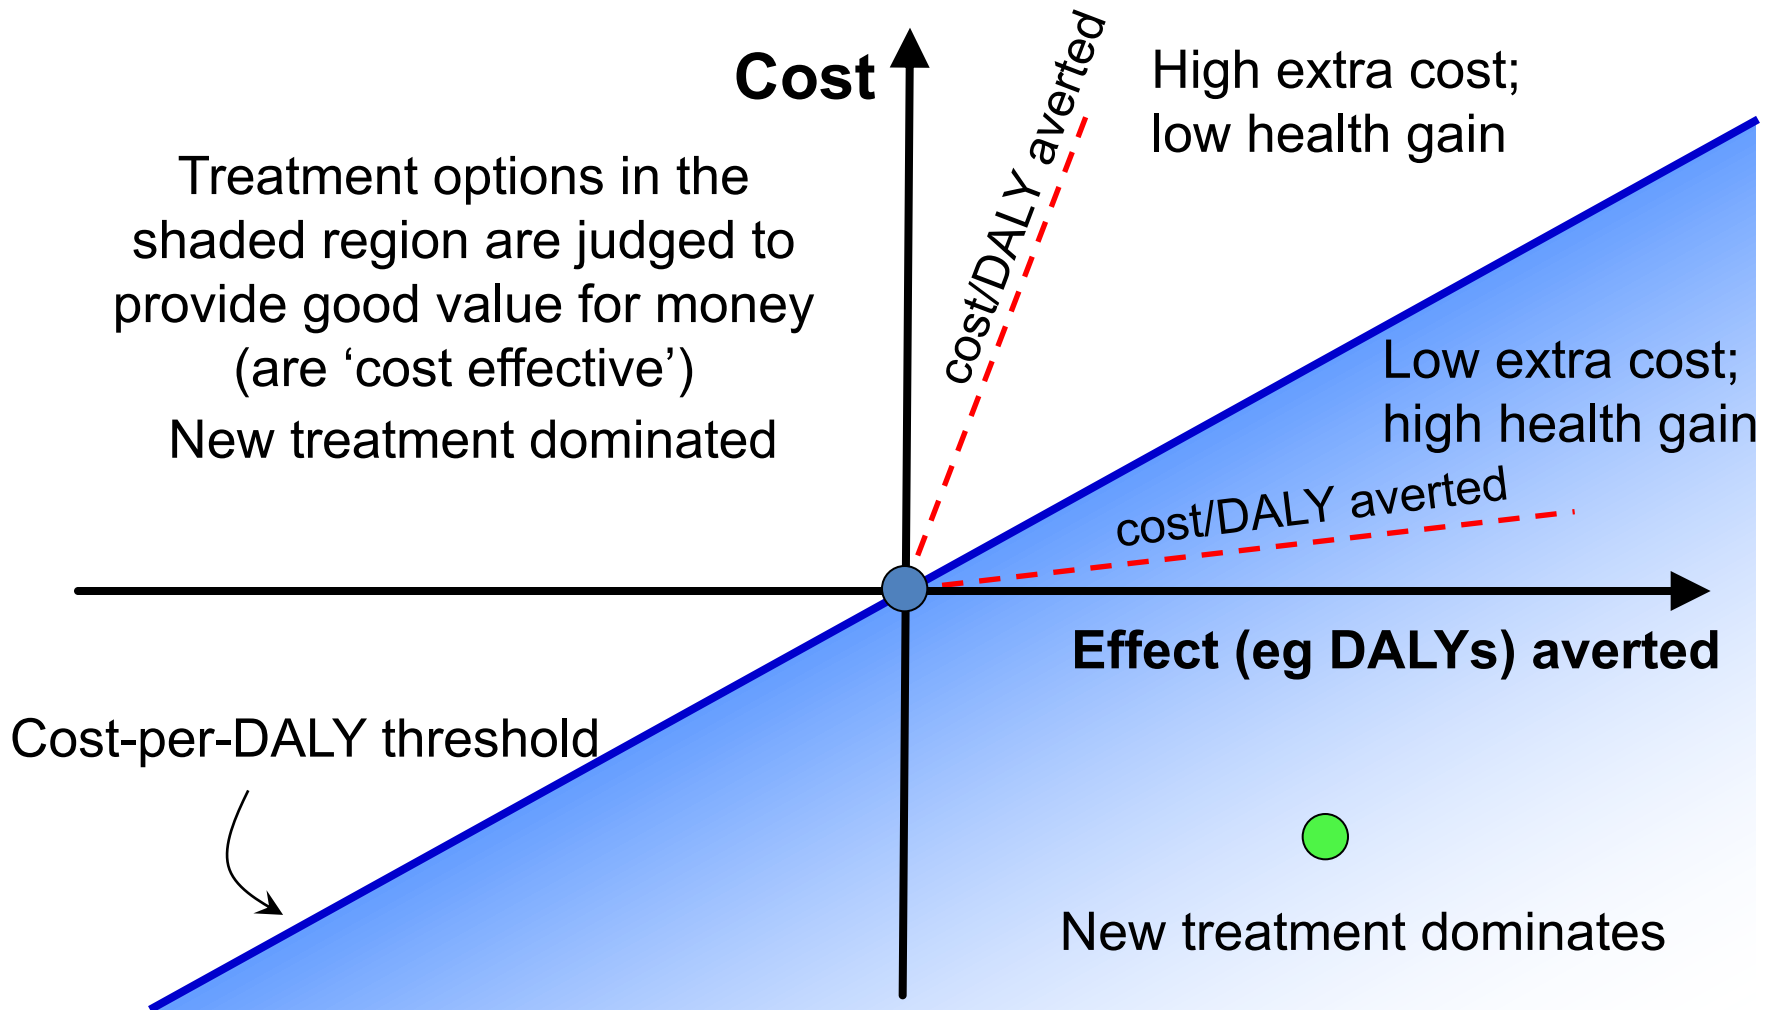 Cost
cost/DALY averted
High extra cost;
low health gain
Treatment options in the
shaded region are judged to
provide good value for money
(are ‘cost effective’)
New treatment dominated
Low extra cost;
high health gain
cost/DALY averted
Effect (eg DALYs) averted
Cost-per-DALY threshold
New treatment dominates